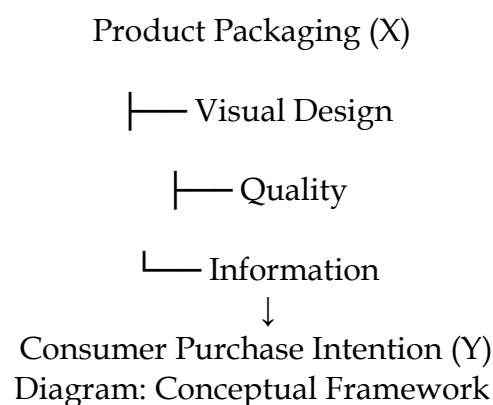 Product Packaging (X)
├── Visual Design
├── Quality
└── Information
↓
Consumer Purchase Intention (Y)
Diagram: Conceptual Framework